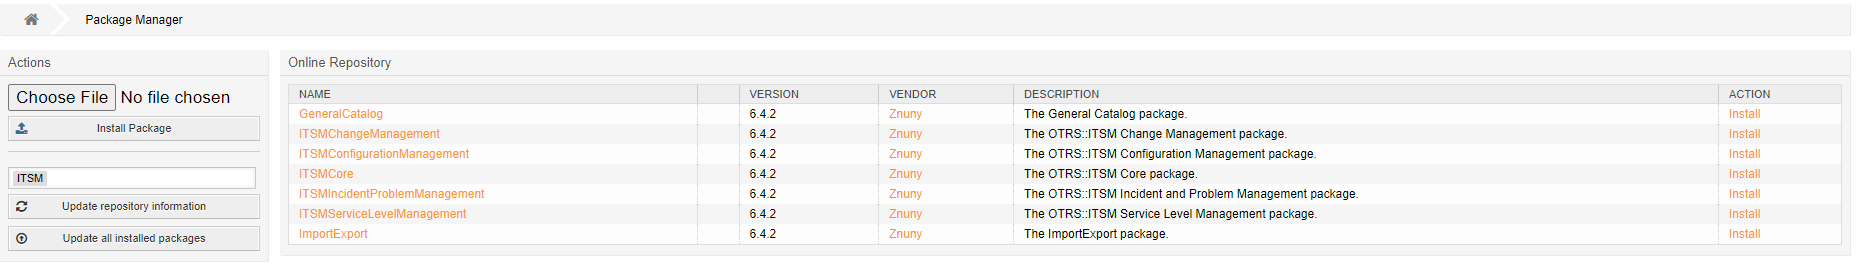 Package Manager
Actions
Choose File No file chosen
Install Package
ITSM
Update repository information
Update all installed packages
Online Repository
NAME VERSION VENDOR DESCRIPTION ACTION
GeneralCatalog 6.4.2 Znuny The General Catalog package. Install
ITSMChangeManagement 6.4.2 Znuny The OTRS::ITSM Change Management package. Install
ITSMConfigurationManagement 6.4.2 Znuny The OTRS::ITSM Configuration Management package. Install
ITSMCore 6.4.2 Znuny The OTRS::ITSM Core package. Install
ITSMIncidentProblemManagement 6.4.2 Znuny The OTRS::ITSM Incident and Problem Management package. Install
ITSMServiceLevelManagement 6.4.2 Znuny The OTRS::ITSM Service Level Management package. Install
ImportExport 6.4.2 Znuny The ImportExport package. Install